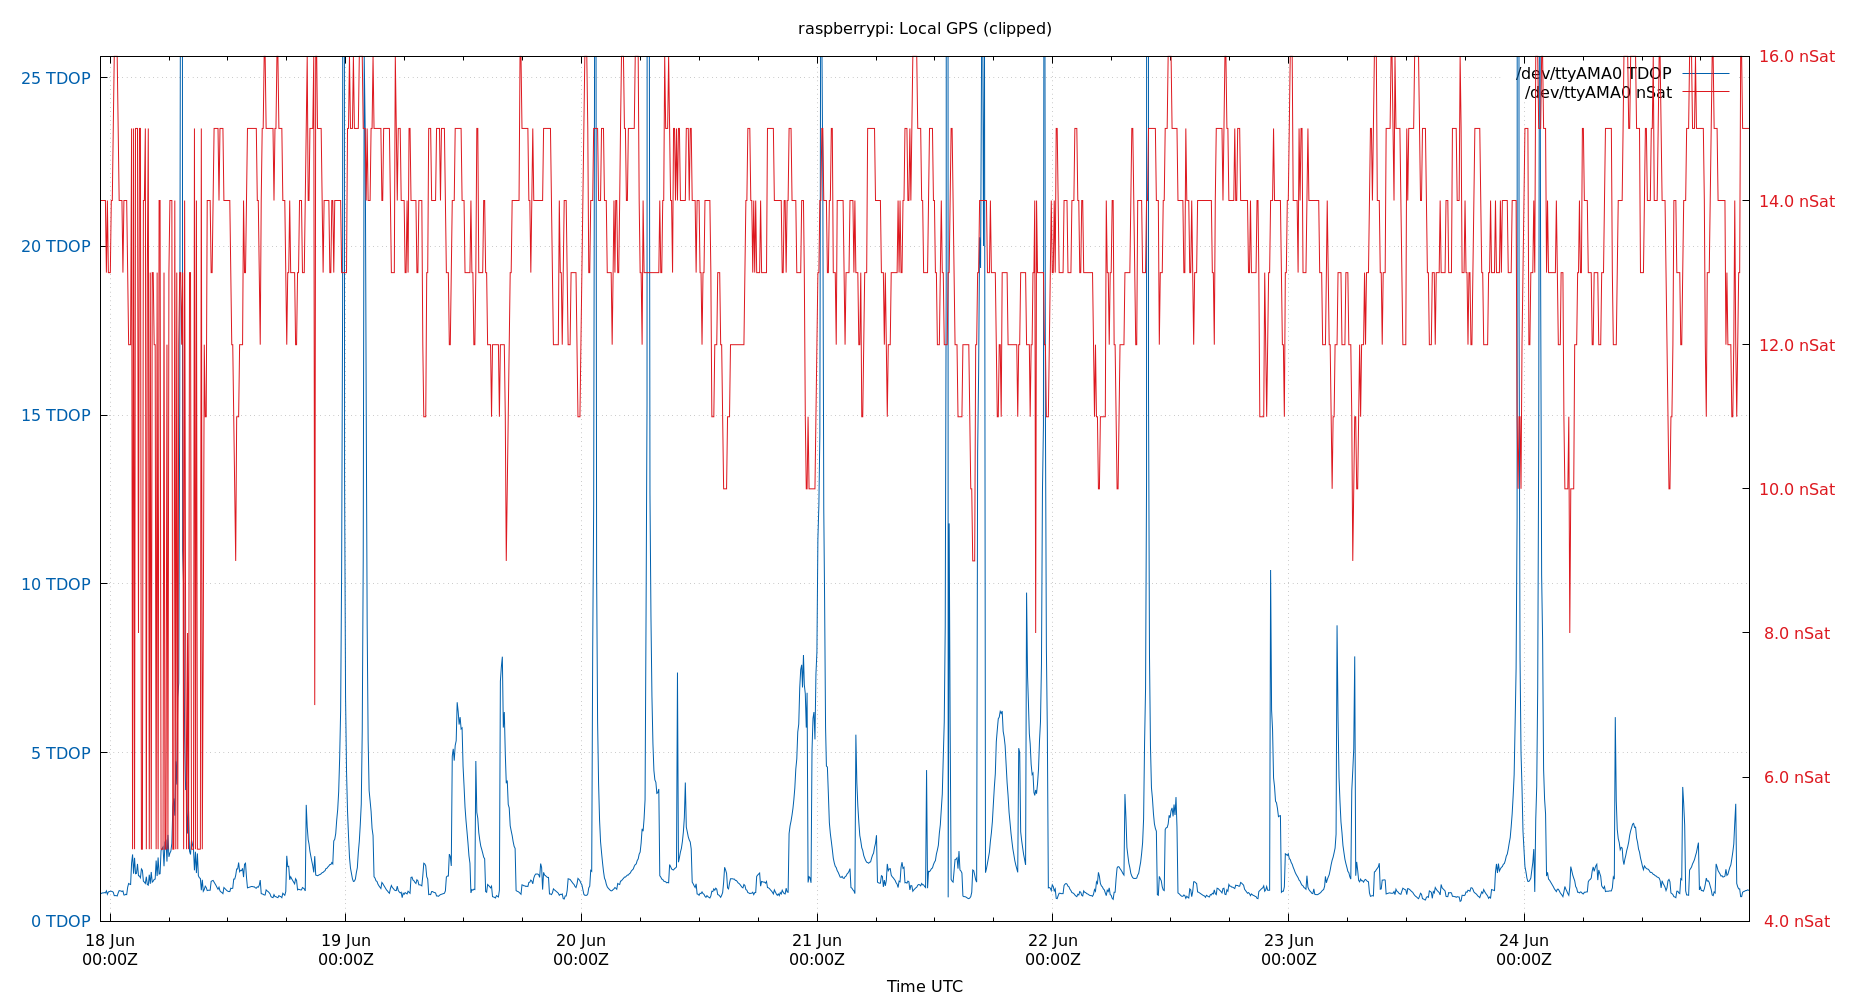 raspberrypi: Local GPS (clipped)
25 TDOP
20 TDOP
15 TDOP
10 TDOP
5 TDOP
0 TDOP
16.0 nSat
14.0 nSat
12.0 nSat
10.0 nSat
8.0 nSat
6.0 nSat
4.0 nSat
/dev/ttyAMA0 TDOP
/dev/ttyAMA0 nSat
18 Jun 19 Jun 20 Jun 21 Jun 22 Jun 23 Jun 24 Jun
00:00Z 00:00Z 00:00Z 00:00Z 00:00Z 00:00Z 00:00Z
Time UTC